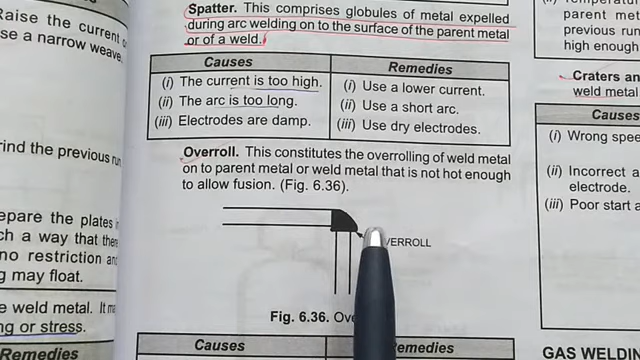 Raise the current
se a narrow weave.
rind the previous run
epare the plates
ch a way that there
no restriction and
g may float.
e weld metal. It
ng or stress.
Remedies
Spatter. This comprises globules of metal expelled
during arc welding on to the surface of the parent metal
or of a weld.
Causes Remedies
(i) The current is too high. (i) Use a lower current.
(ii) The arc is too long. (ii) Use a short arc.
(iii) Electrodes are damp. (iii) Use dry electrodes.
Overroll. This constitutes the overrolling of weld metal
on to parent metal or weld metal that is not hot enough
to allow fusion. (Fig. 6.36).
VERROLL
Fig. 6.36. Ove
Causes Remedies
parent me
previous run
high enough
Craters an
weld metal
Causes
(i) Wrong spee
(ii) Incorrect a
electrode.
(iii) Poor start a
GAS WELDIN